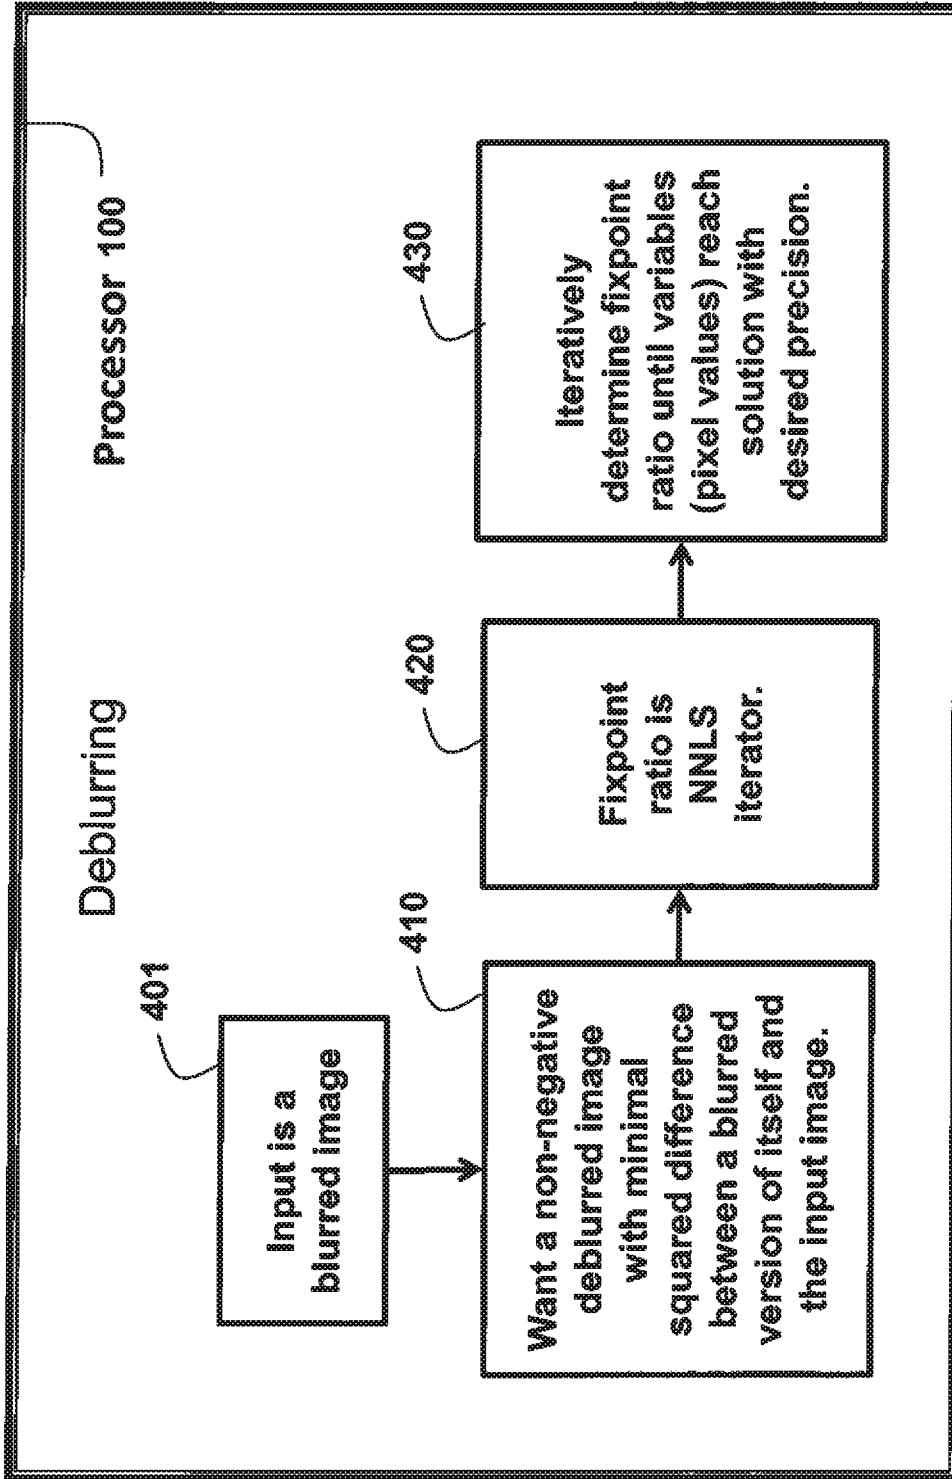 Deblurring
Processor 100
401
Input is a
blurred image
410
Want a non-negative
deblurred image
with minimal
squared difference
between a blurred
version of itself and
the input image.
420
Fixpoint
ratio is
NNLS
iterator.
430
Iteratively
determine fixpoint
ratio until variables
(pixel values) reach
solution with
desired precision.